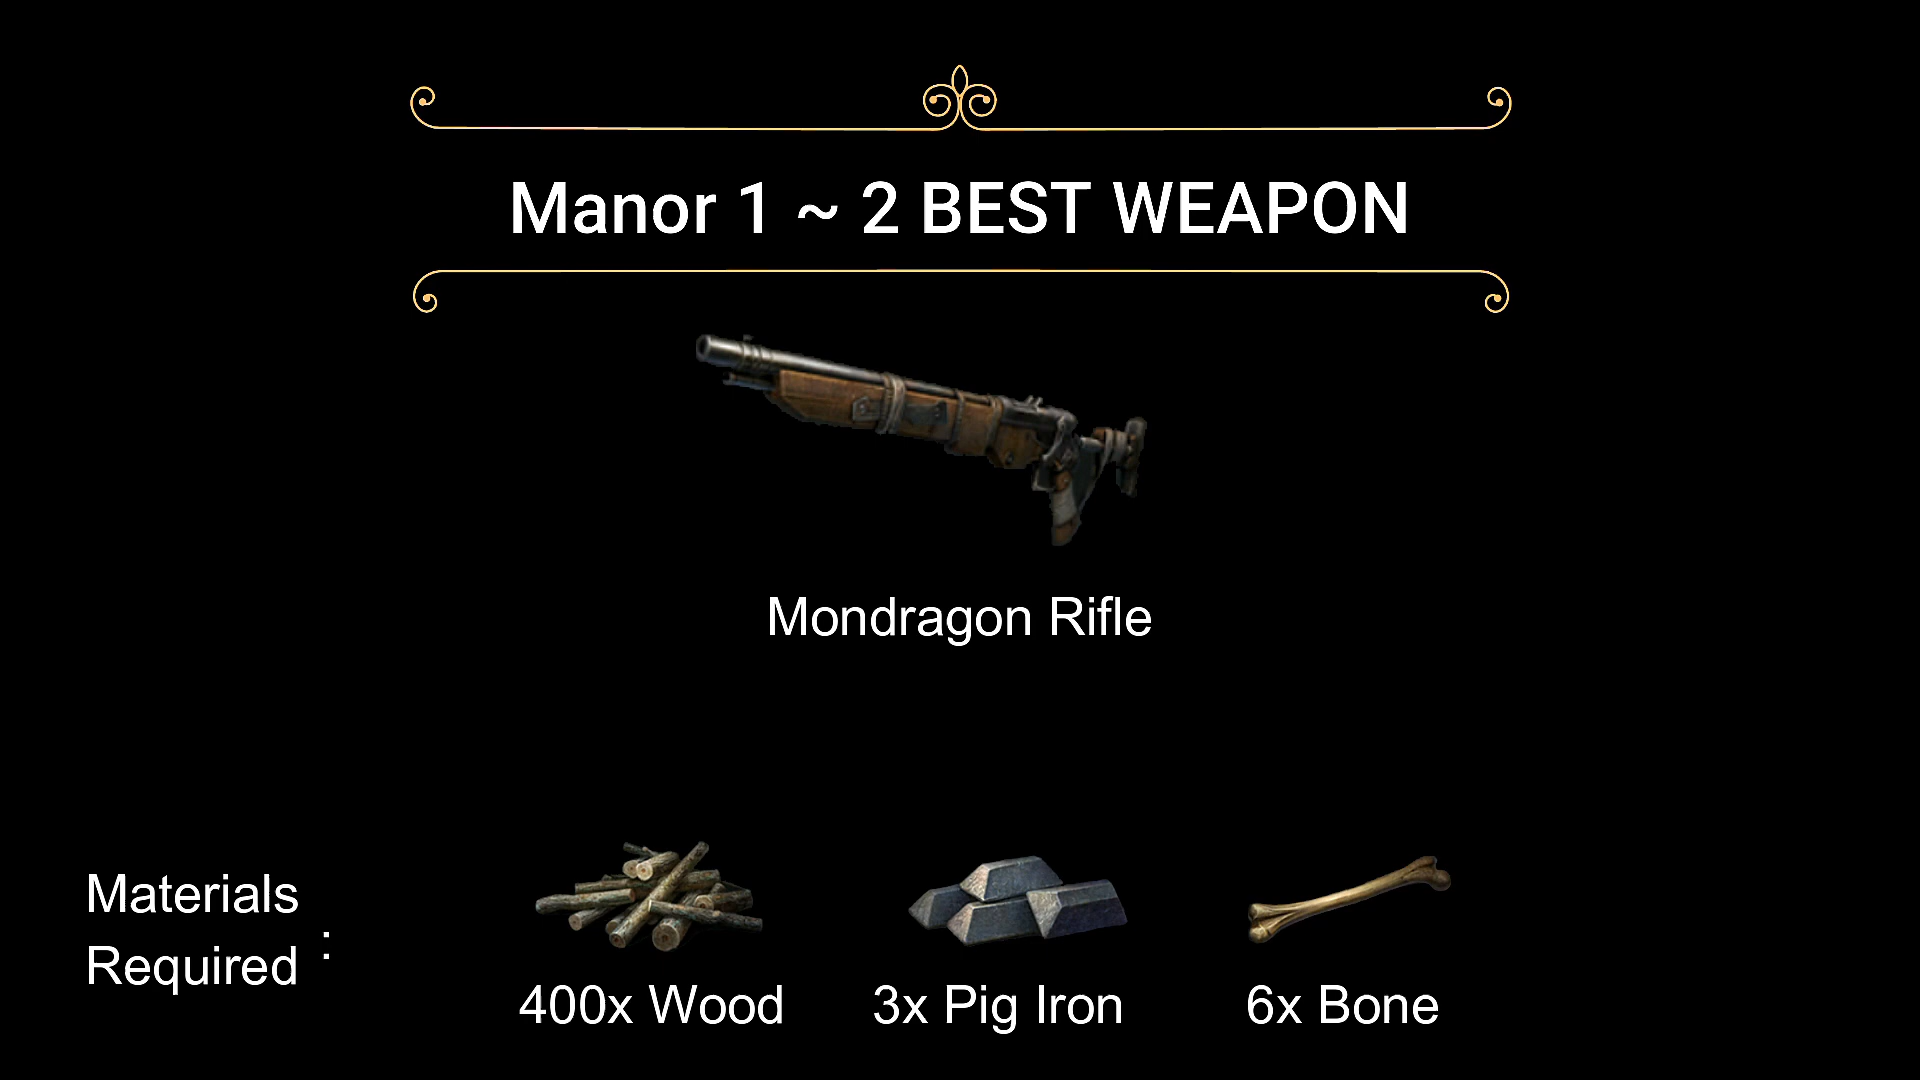 Manor 1 ~ 2 BEST WEAPON
Mondragon Rifle
Materials
Required :
400x Wood
3x Pig Iron
6x Bone